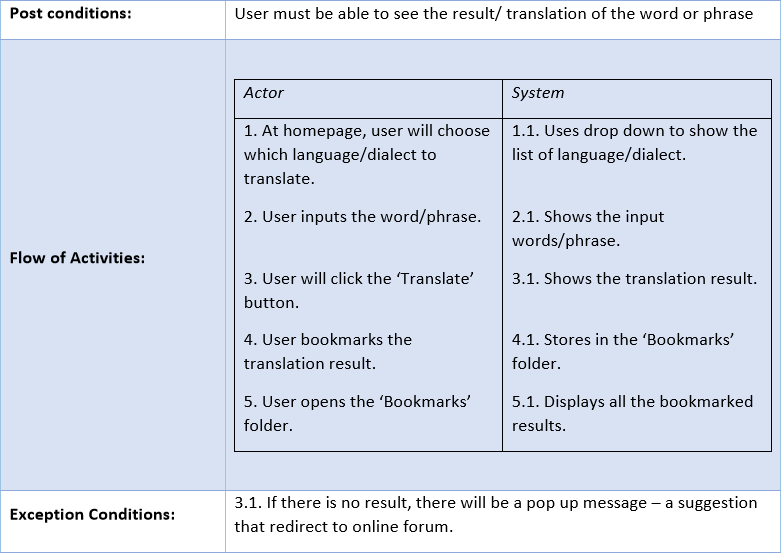 Post conditions:
User must be able to see the result/ translation of the word or phrase
Flow of Activities:
Actor
System
1. At homepage, user will choose
which language/dialect to
translate.
1.1. Uses drop down to show the
list of language/dialect.
2. User inputs the word/phrase.
2.1. Shows the input
words/phrase.
3. User will click the ‘Translate’
button.
3.1. Shows the translation result.
4. User bookmarks the
translation result.
4.1. Stores in the ‘Bookmarks’
folder.
5. User opens the ‘Bookmarks’
folder.
5.1. Displays all the bookmarked
results.
Exception Conditions:
3.1. If there is no result, there will be a pop up message – a suggestion
that redirect to online forum.